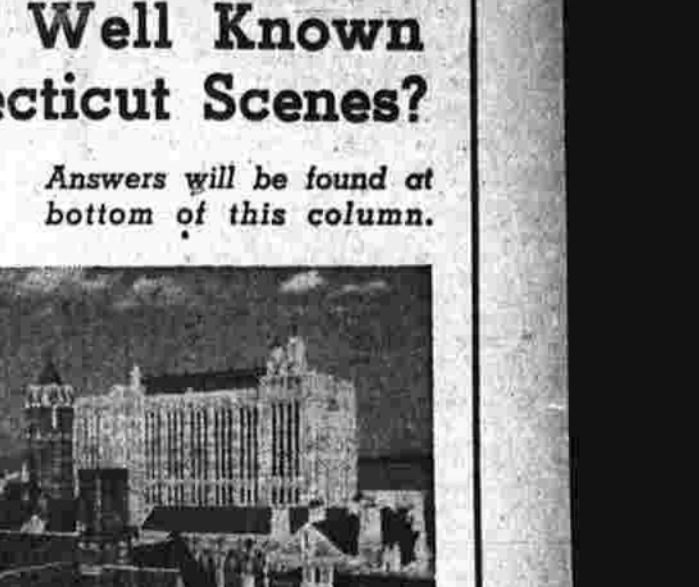 Well Known
ecticut Scenes?
Answers will be found at
bottom of this column.